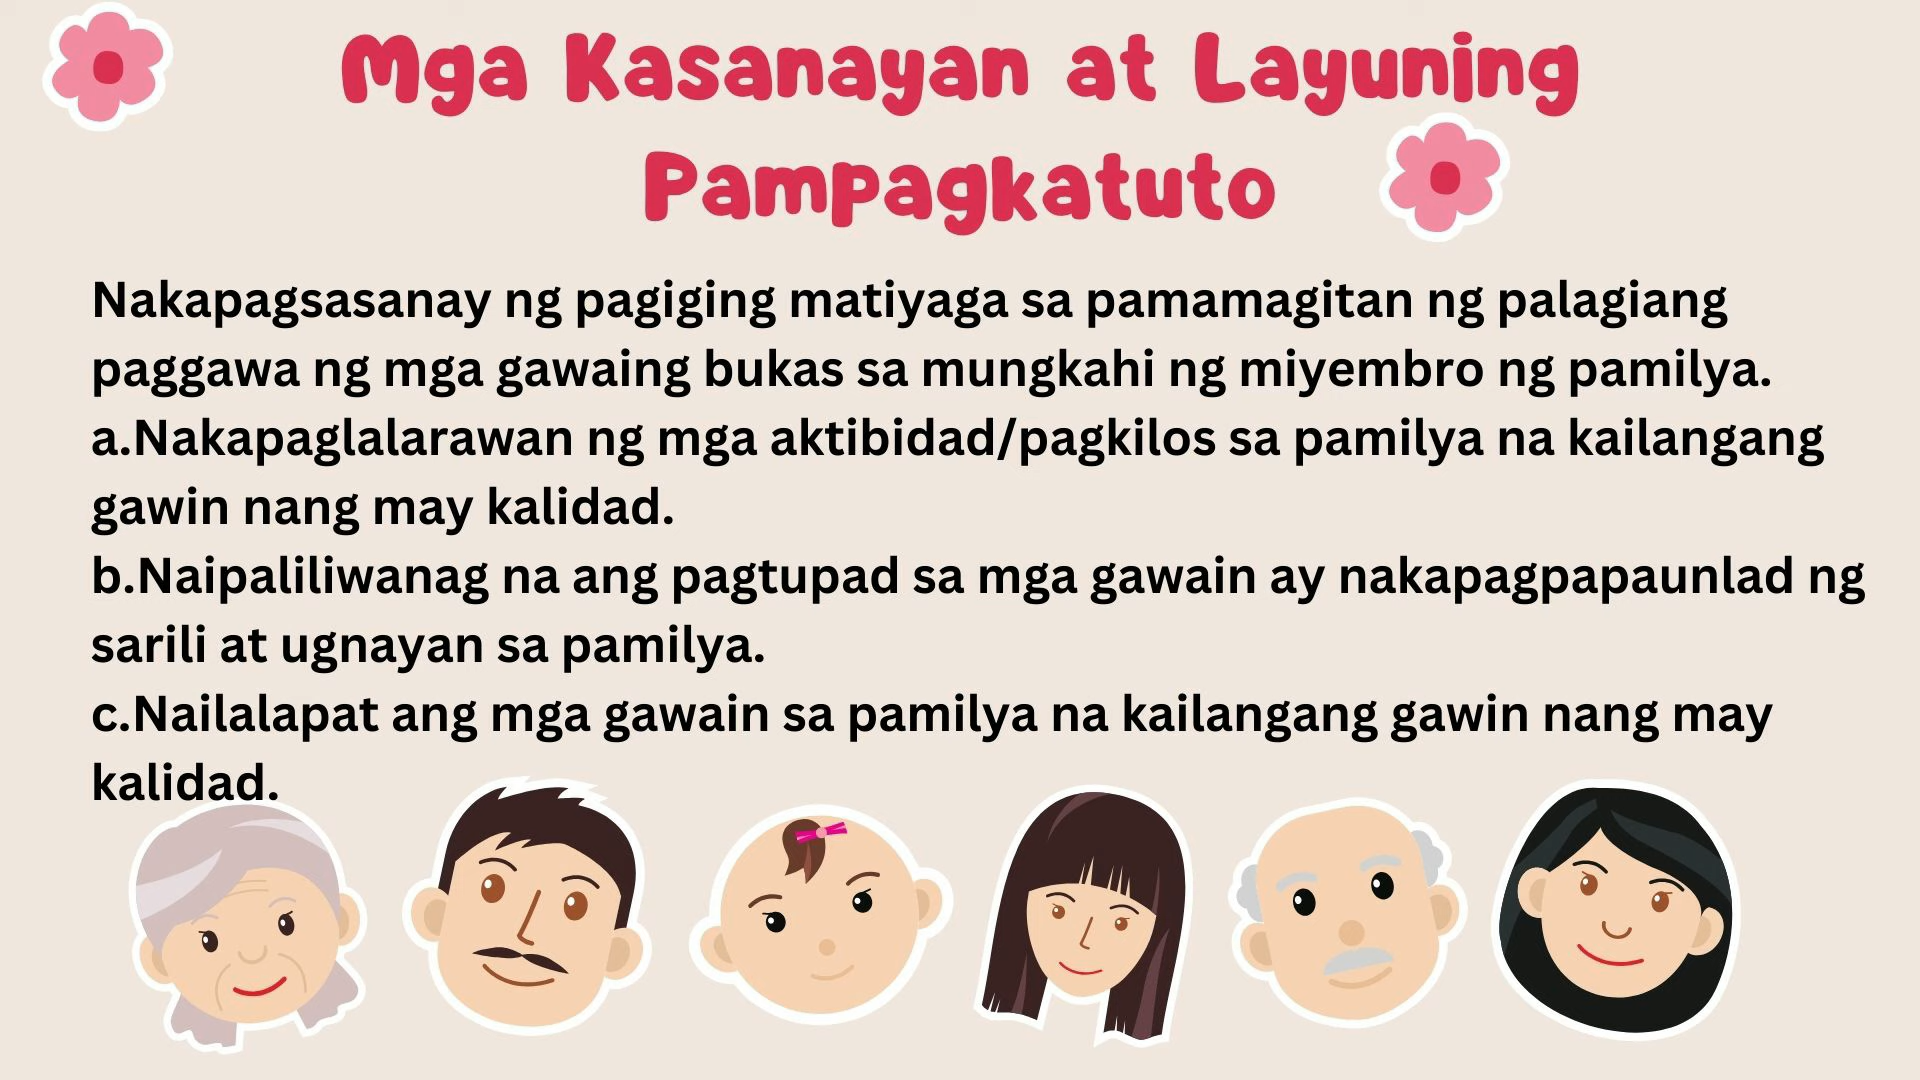 Mga Kasanayan at Layuning
Pampagkatuto
Nakapagsasanay ng pagiging matiyaga sa pamamagitan ng palagiang
paggawa ng mga gawaing bukas sa mungkahi ng miyembro ng pamilya.
a.Nakapaglalarawan ng mga aktibidad/pagkilos sa pamilya na kailangang
gawin nang may kalidad.
b.Naipaliliwanag na ang pagtupad sa mga gawain ay nakapagpapaunlad ng
sarili at ugnayan sa pamilya.
c.Nailalapat ang mga gawain sa pamilya na kailangang gawin nang may
kalidad.